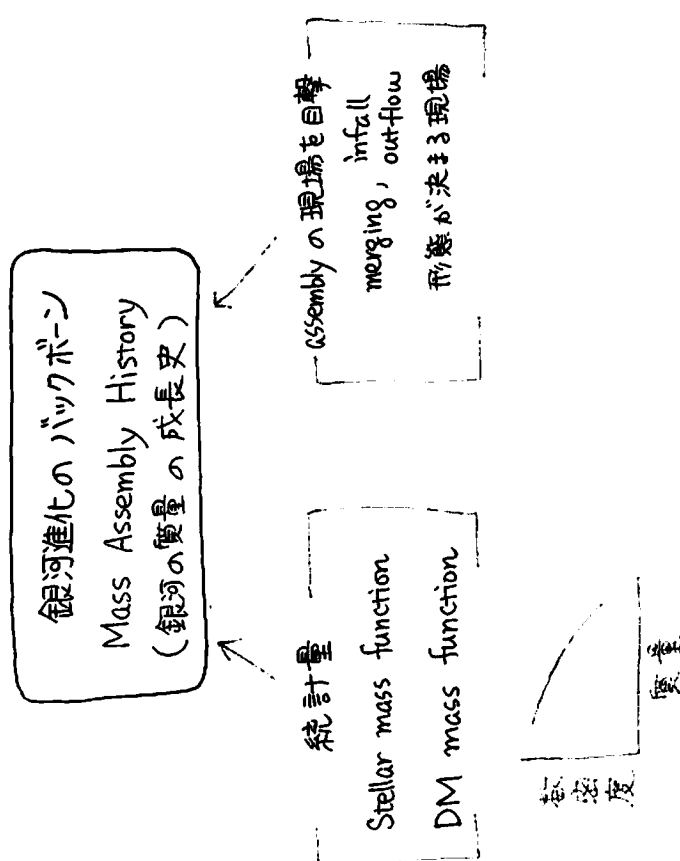 銀河進化のバックボーン
Mass Assembly History
(銀河の質量の成長史)
統計量
Stellar mass function
DM mass function
数密度
質量
assembly の現場を目撃
infall
merging, outflow
形態が決まる現場